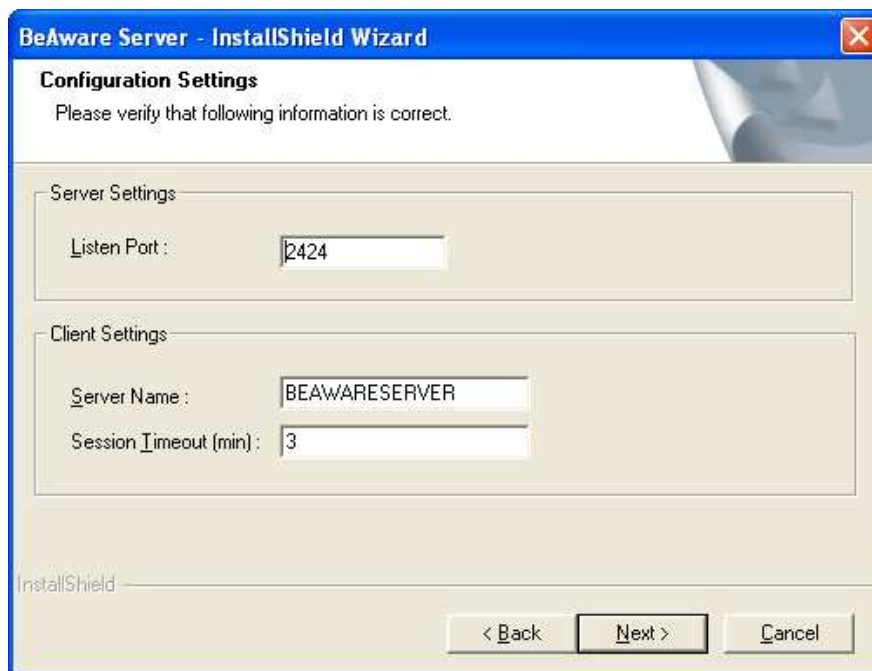 BeAware Server - InstallShield Wizard
Configuration Settings
Please verify that following information is correct.
Server Settings
Listen Port : 2424
Client Settings
Server Name : BEAWARESERVER
Session Timeout (min) : 3
InstallShield
< Back Next > Cancel